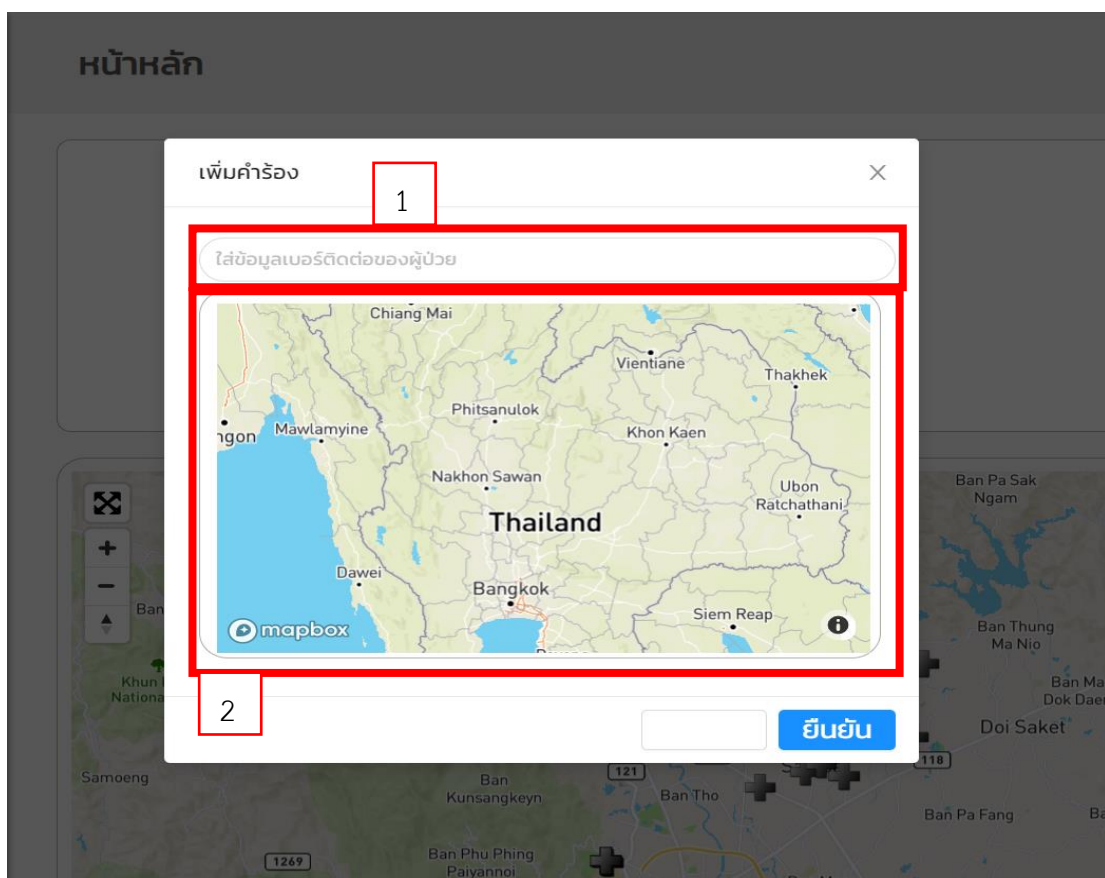 หน้าหลัก
เพิ่มคำร้อง
1
ใส่ข้อมูลเบอร์ติดต่อของผู้ป่วย
Chiang Mai
Vientiane
Thakhek
Phitsanulok
ngon
Mawlamyine
Khon Kaen
Nakhon Sawan
Ubon
Ratchathani
Thailand
Dawei
Bangkok
Siem Reap
mapbox
2
ยืนยัน
Ban Pa Sak
Ngam
Ban
Ban Thung
Ma Nio
Khun
Nationa
Ban Ma
Dok Daen
Doi Saket
118
Samoeng
Ban
Kunsangkeyn
121
Ban Tho
Ban Pa Fang
Ba
1269
Ban Phu Phing
Paiyannoi